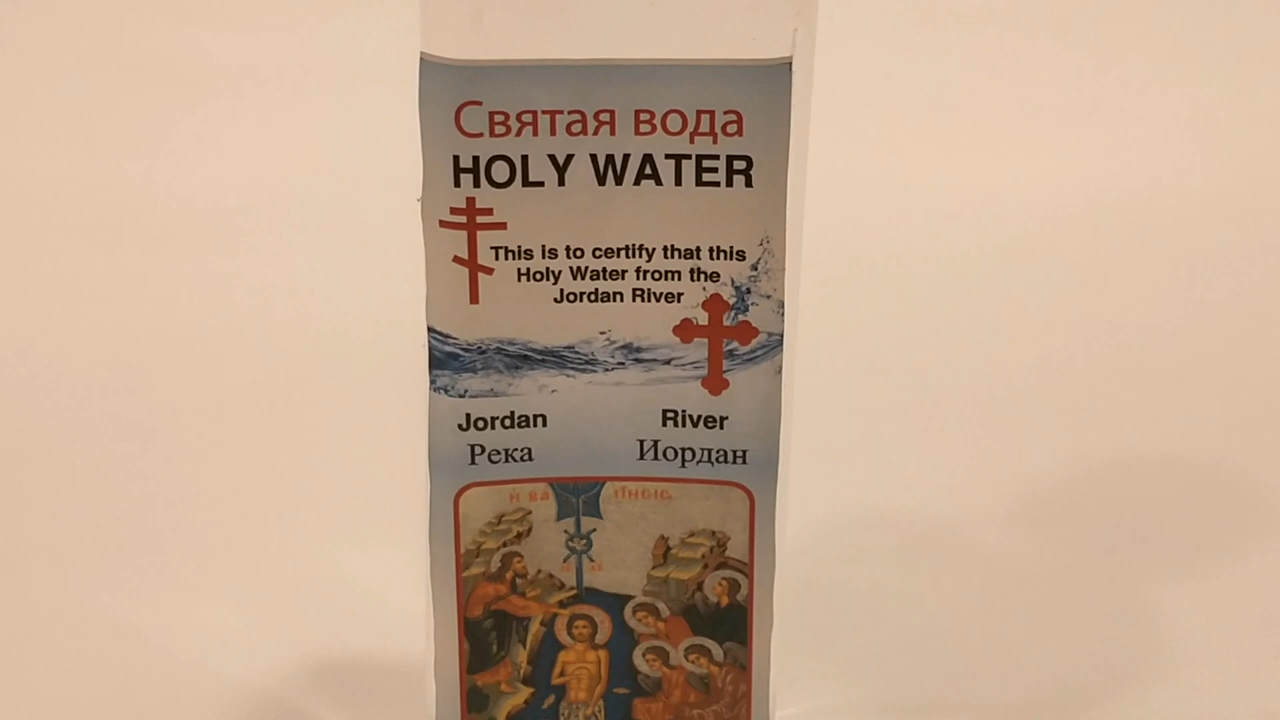 Святая вода
HOLY WATER
This is to certify that this
Holy Water from the
Jordan River
Jordan River
Река Иордан